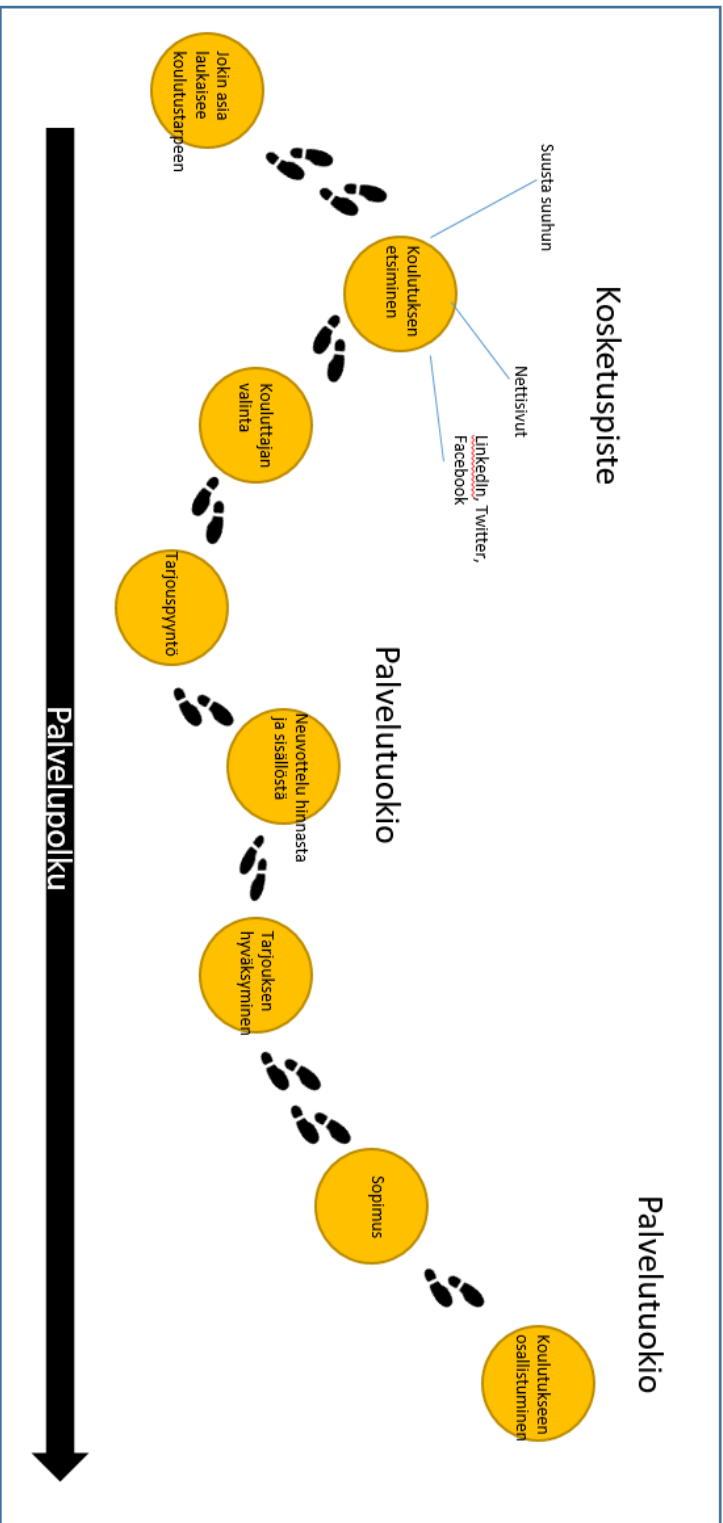 Jokin asia
laukaisee
koulutustarpeen
Suusta suuhun
Kosketuspiste
Koulutuksen
etsiminen
Nettisivut
LinkedIn, Twitter,
Facebook
Kouluttajan
valinta
Tarjouspyyntö
Palvelutuokio
Neuvottelu hinnasta
ja sisällöstä
Tarjouksen
hyväksyminen
Sopimus
Palvelutuokio
Koulutukseen
osallistuminen
Palvelupolku